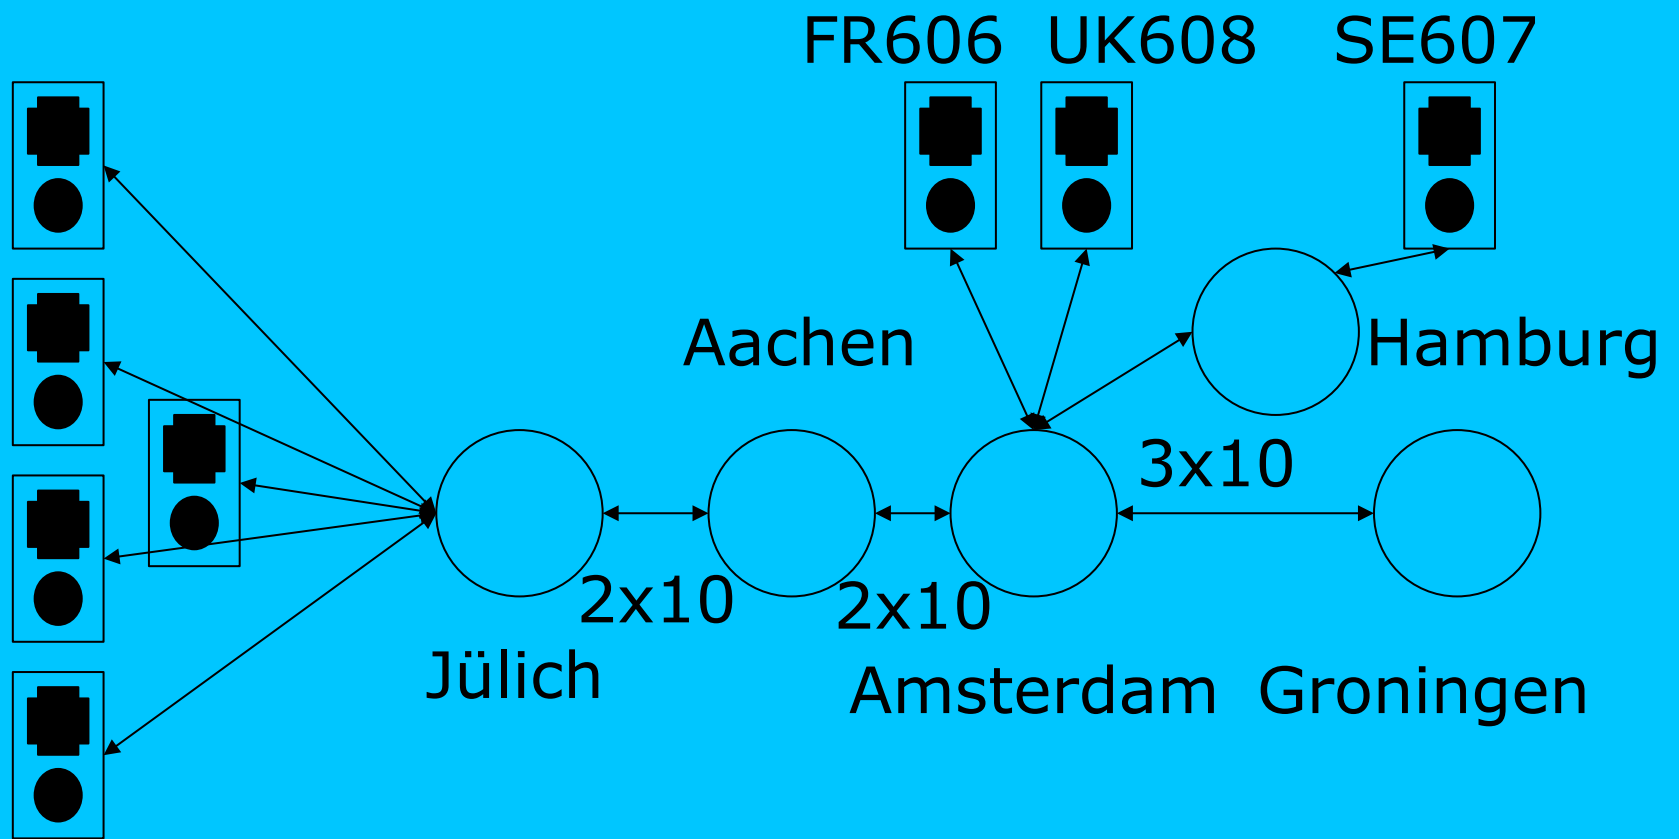 FR606 UK608 SE607
Aachen Hamburg
3x10
2x10 2x10
Jülich
Amsterdam Groningen